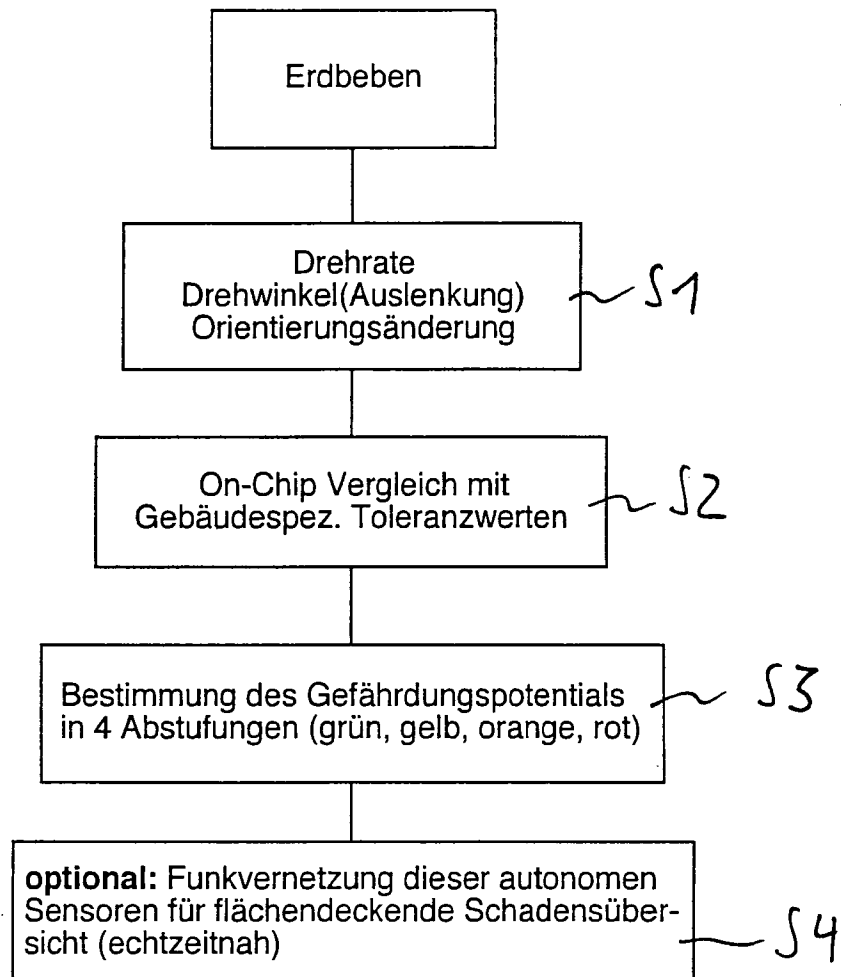 Erdbeben
Drehrate
Drehwinkel(Auslenkung)
Orientierungsänderung
S1
On-Chip Vergleich mit
Gebäudespez. Toleranzwerten
S2
Bestimmung des Gefährdungspotentials
in 4 Abstufungen (grün, gelb, orange, rot)
S3
optional: Funkvernetzung dieser autonomen
Sensoren für flächendeckende Schadensüber-
sicht (echtzeitnah)
S4